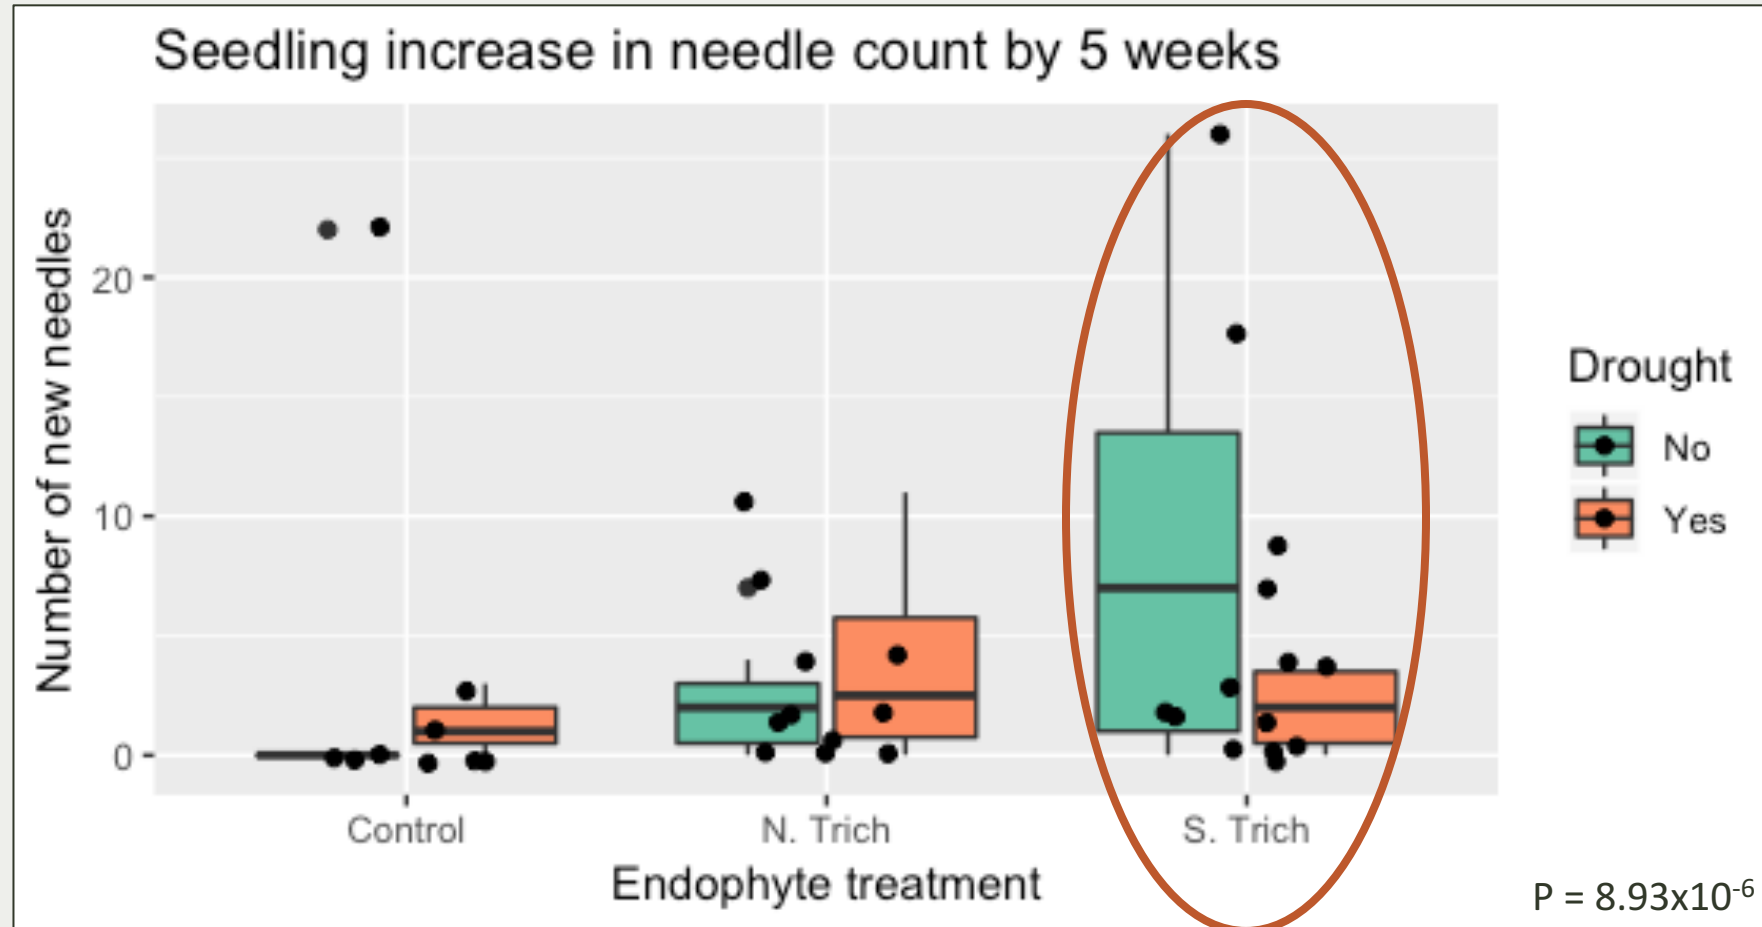 Seedling increase in needle count by 5 weeks
Number of new needles
20
10
0
Control
N. Trich
S. Trich
Endophyte treatment
Drought
No
Yes
P = 8.93x10⁻⁶